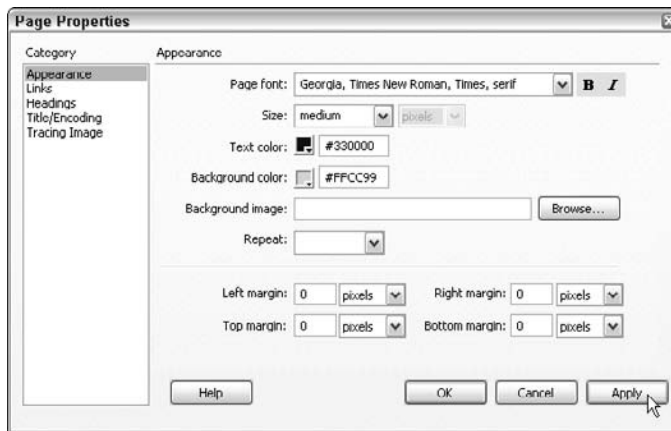 Page Properties
Category
Appearance
Links
Headings
Title/Encoding
Tracing Image
Appearance
Page font: Georgia, Times New Roman, Times, serif B I
Size: medium pixels
Text color: #330000
Background color: #FFCC99
Background image: Browse...
Repeat:
Left margin: 0 pixels Right margin: 0 pixels
Top margin: 0 pixels Bottom margin: 0 pixels
Help OK Cancel Apply